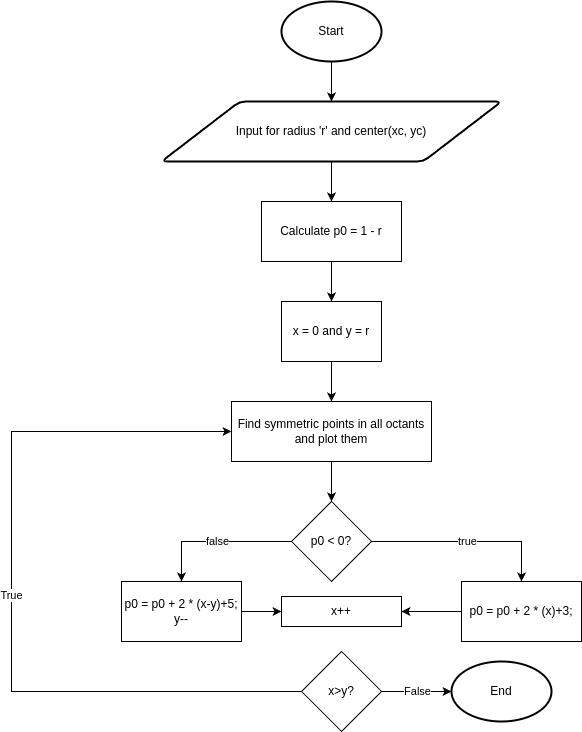 Start
Input for radius 'r' and center(xc, yc)
Calculate p0 = 1 - r
x = 0 and y = r
Find symmetric points in all octants
and plot them
p0 < 0?
false
true
p0 = p0 + 2 * (x-y)+5;
y--
x++
p0 = p0 + 2 * (x)+3;
True
x>y?
False
End